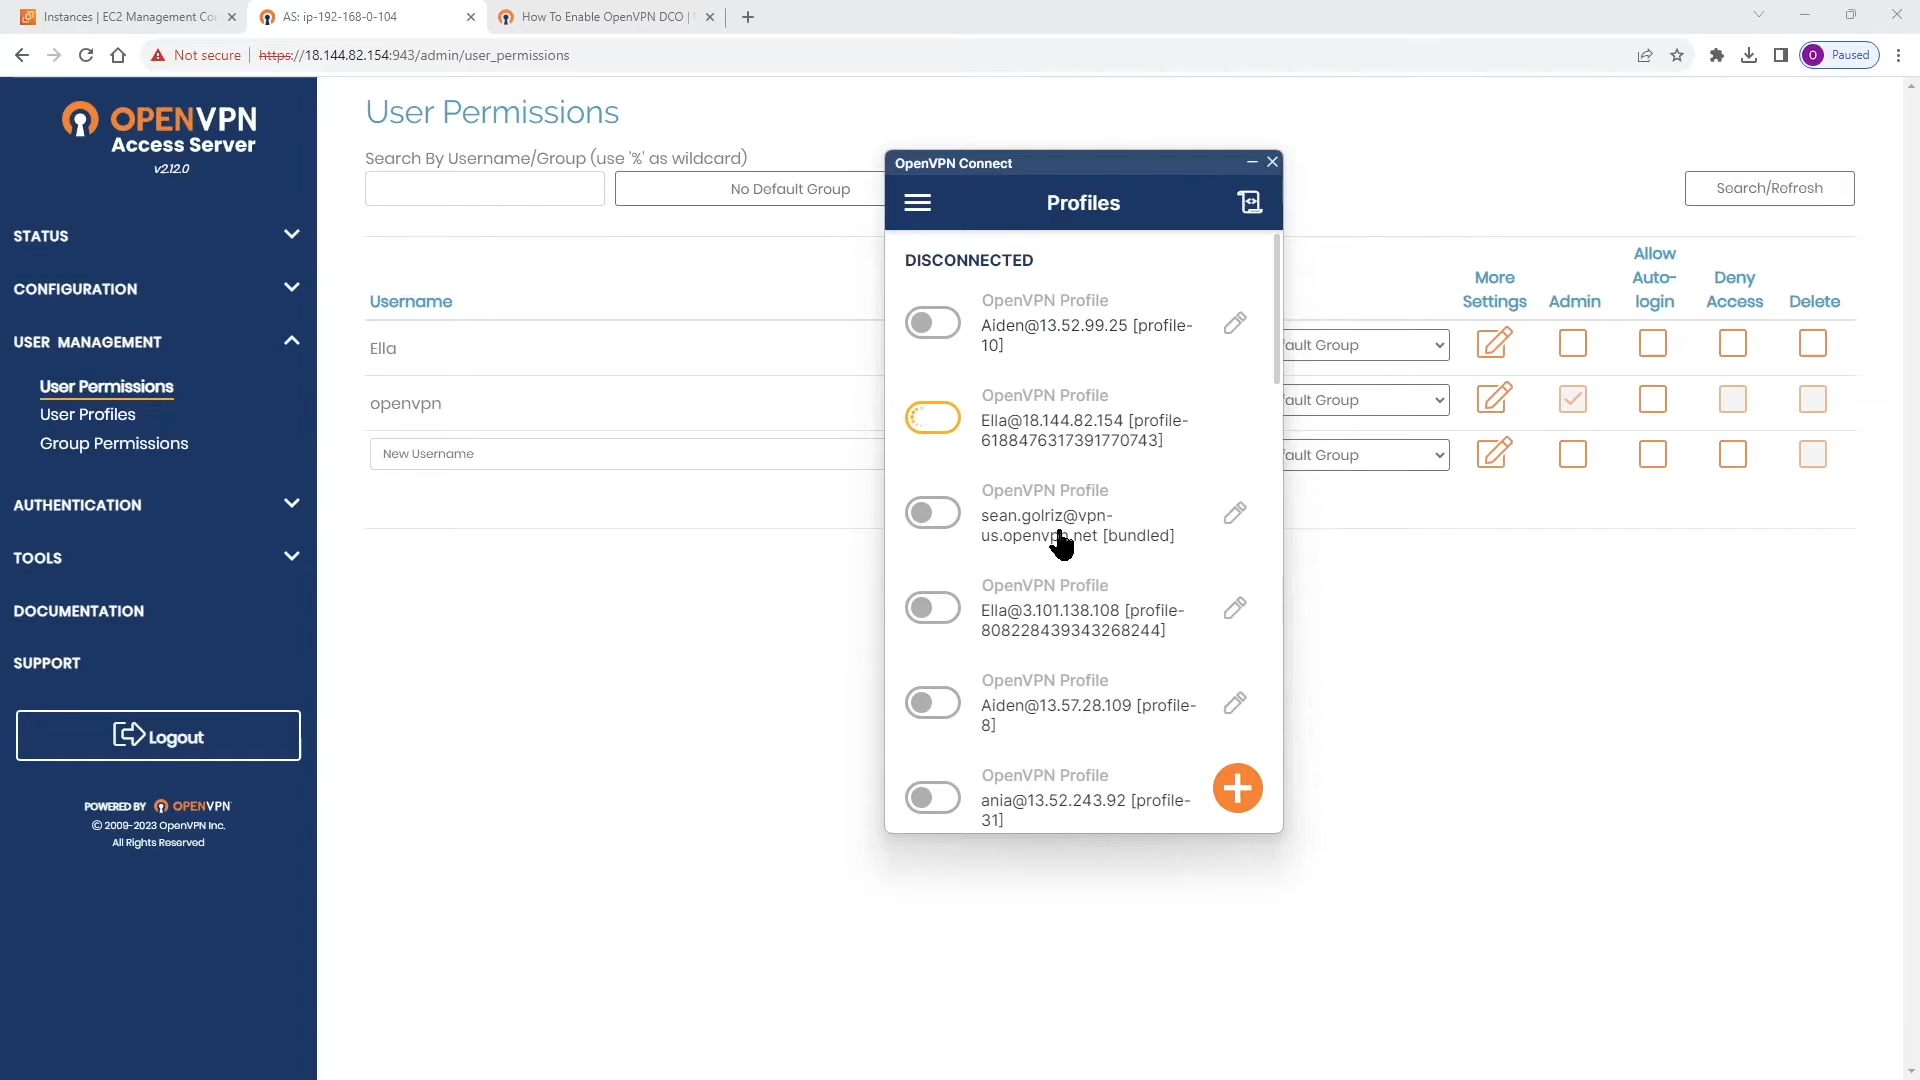 Instances | EC2 Management Co
AS: ip-192-168-0-104
How To Enable OpenVPN DCO |
Not secure
https://18.144.82.154:943/admin/user_permissions
O
Paused
OPENVPN
Access Server
v2.12.0
STATUS
CONFIGURATION
USER MANAGEMENT
User Permissions
User Profiles
Group Permissions
AUTHENTICATION
TOOLS
DOCUMENTATION
SUPPORT
Logout
POWERED BY OPENVPN
© 2009-2023 OpenVPN Inc.
All Rights Reserved
User Permissions
Search By Username/Group (use '%' as wildcard)
No Default Group
Search/Refresh
Username
More
Settings
Admin
Allow
Auto-
login
Deny
Access
Delete
Ella
ault Group
openvpn
ault Group
New Username
ault Group
OpenVPN Connect
Profiles
DISCONNECTED
OpenVPN Profile
Aiden@13.52.99.25 [profile-
10]
OpenVPN Profile
Ella@18.144.82.154 [profile-
6188476317391770743]
OpenVPN Profile
sean.golriz@vpn-
us.openvpn.net [bundled]
OpenVPN Profile
Ella@3.101.138.108 [profile-
808228439343268244]
OpenVPN Profile
Aiden@13.57.28.109 [profile-
8]
OpenVPN Profile
ania@13.52.243.92 [profile-
31]